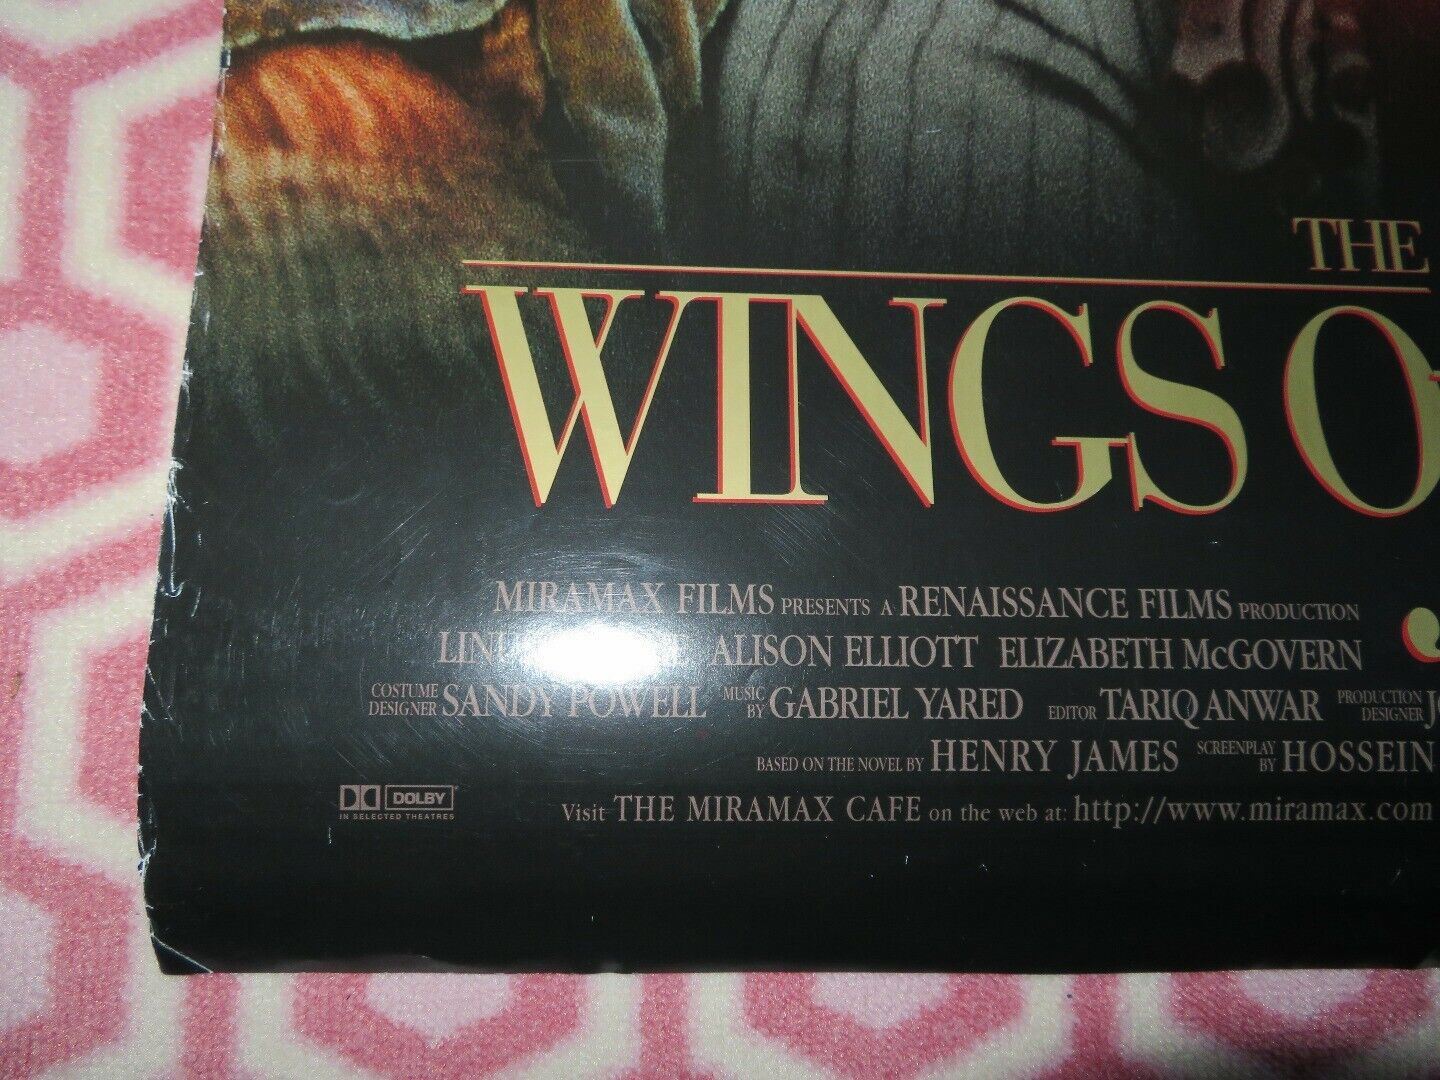 THE
WINGS O
MIRAMAX FILMS PRESENTS A RENAISSANCE FILMS PRODUCTION
ALISON ELLIOTT ELIZABETH McGOVERN
COSTUME DESIGNER SANDY POWELL MUSIC BY GABRIEL YARED EDITOR TARIQ ANWAR PRODUCTION DESIGNER
BASED ON THE NOVEL BY HENRY JAMES SCREENPLAY BY HOSSEIN
DOLBY
IN SELECTED THEATRES
Visit THE MIRAMAX CAFE on the web at: http://www.miramax.com